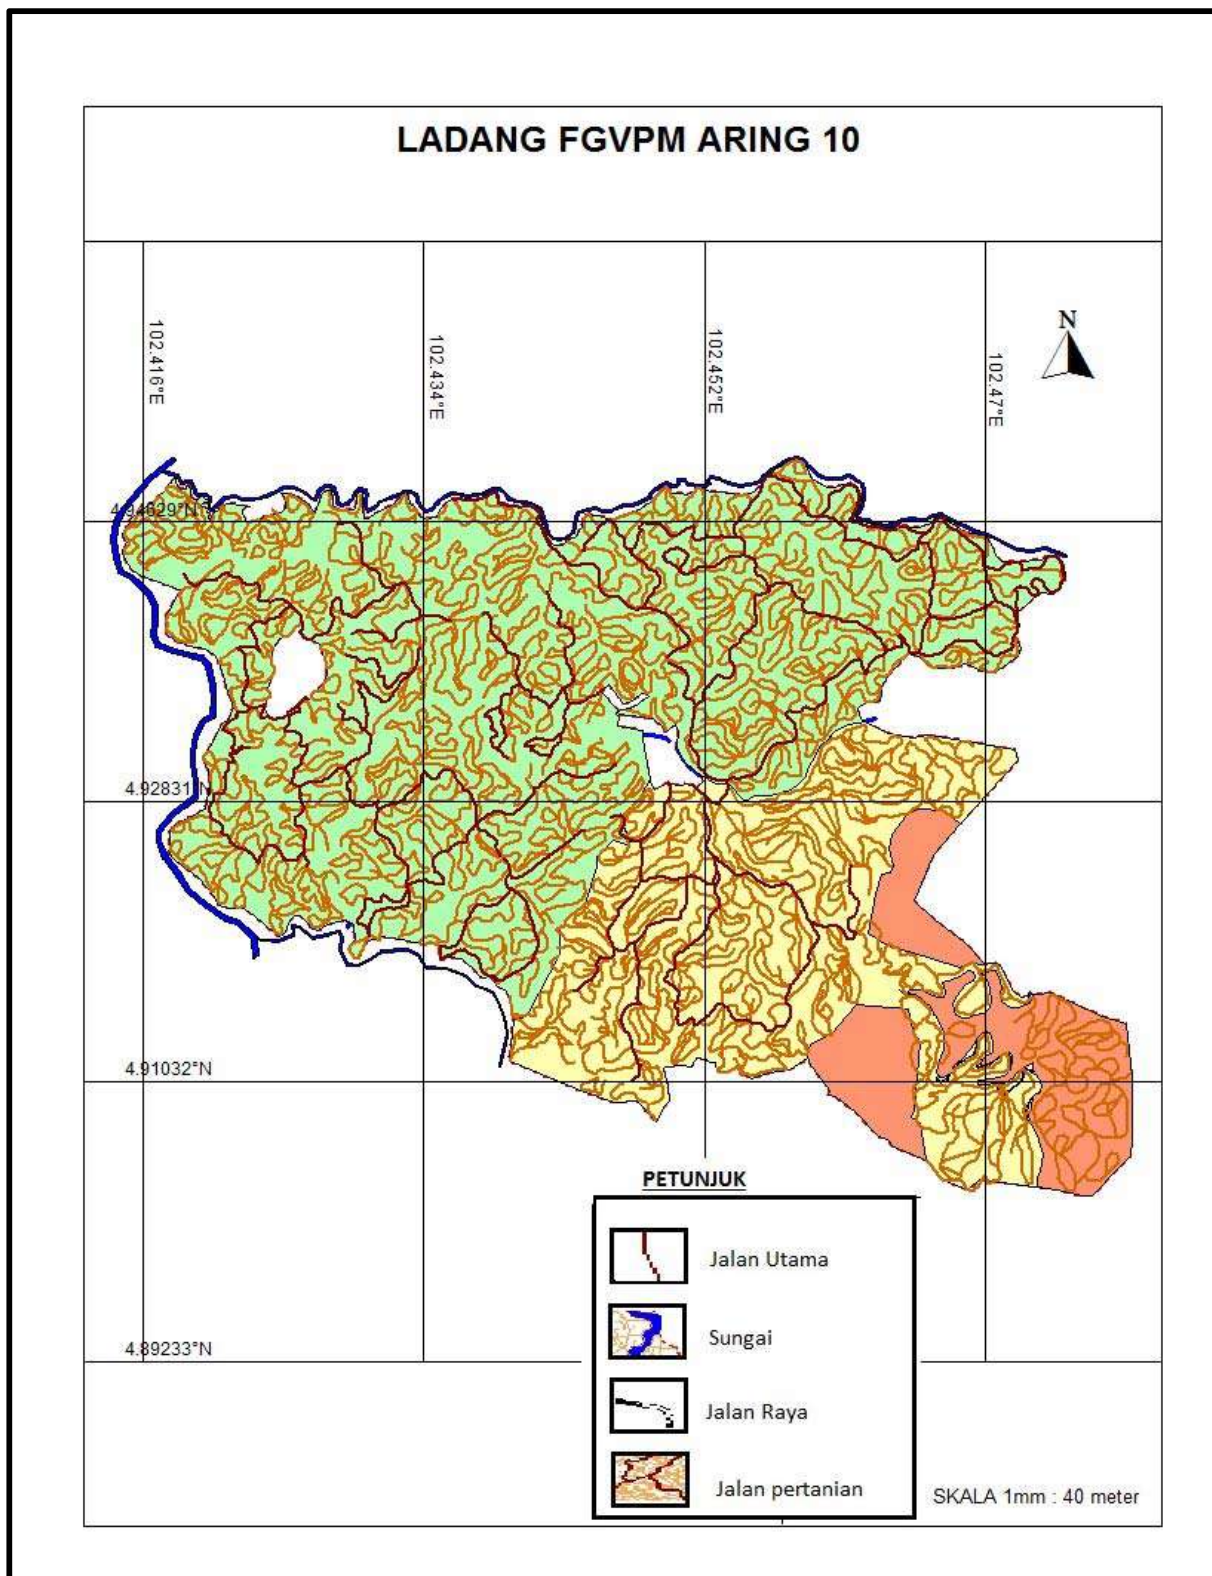 LADANG FGVPM ARING 10
102.416°E
102.434°E
102.452°E
102.47°E
N
4.94629°N
4.92831°N
4.91032°N
4.89233°N
PETUNJUK
Jalan Utama
Sungai
Jalan Raya
Jalan pertanian
SKALA 1mm : 40 meter